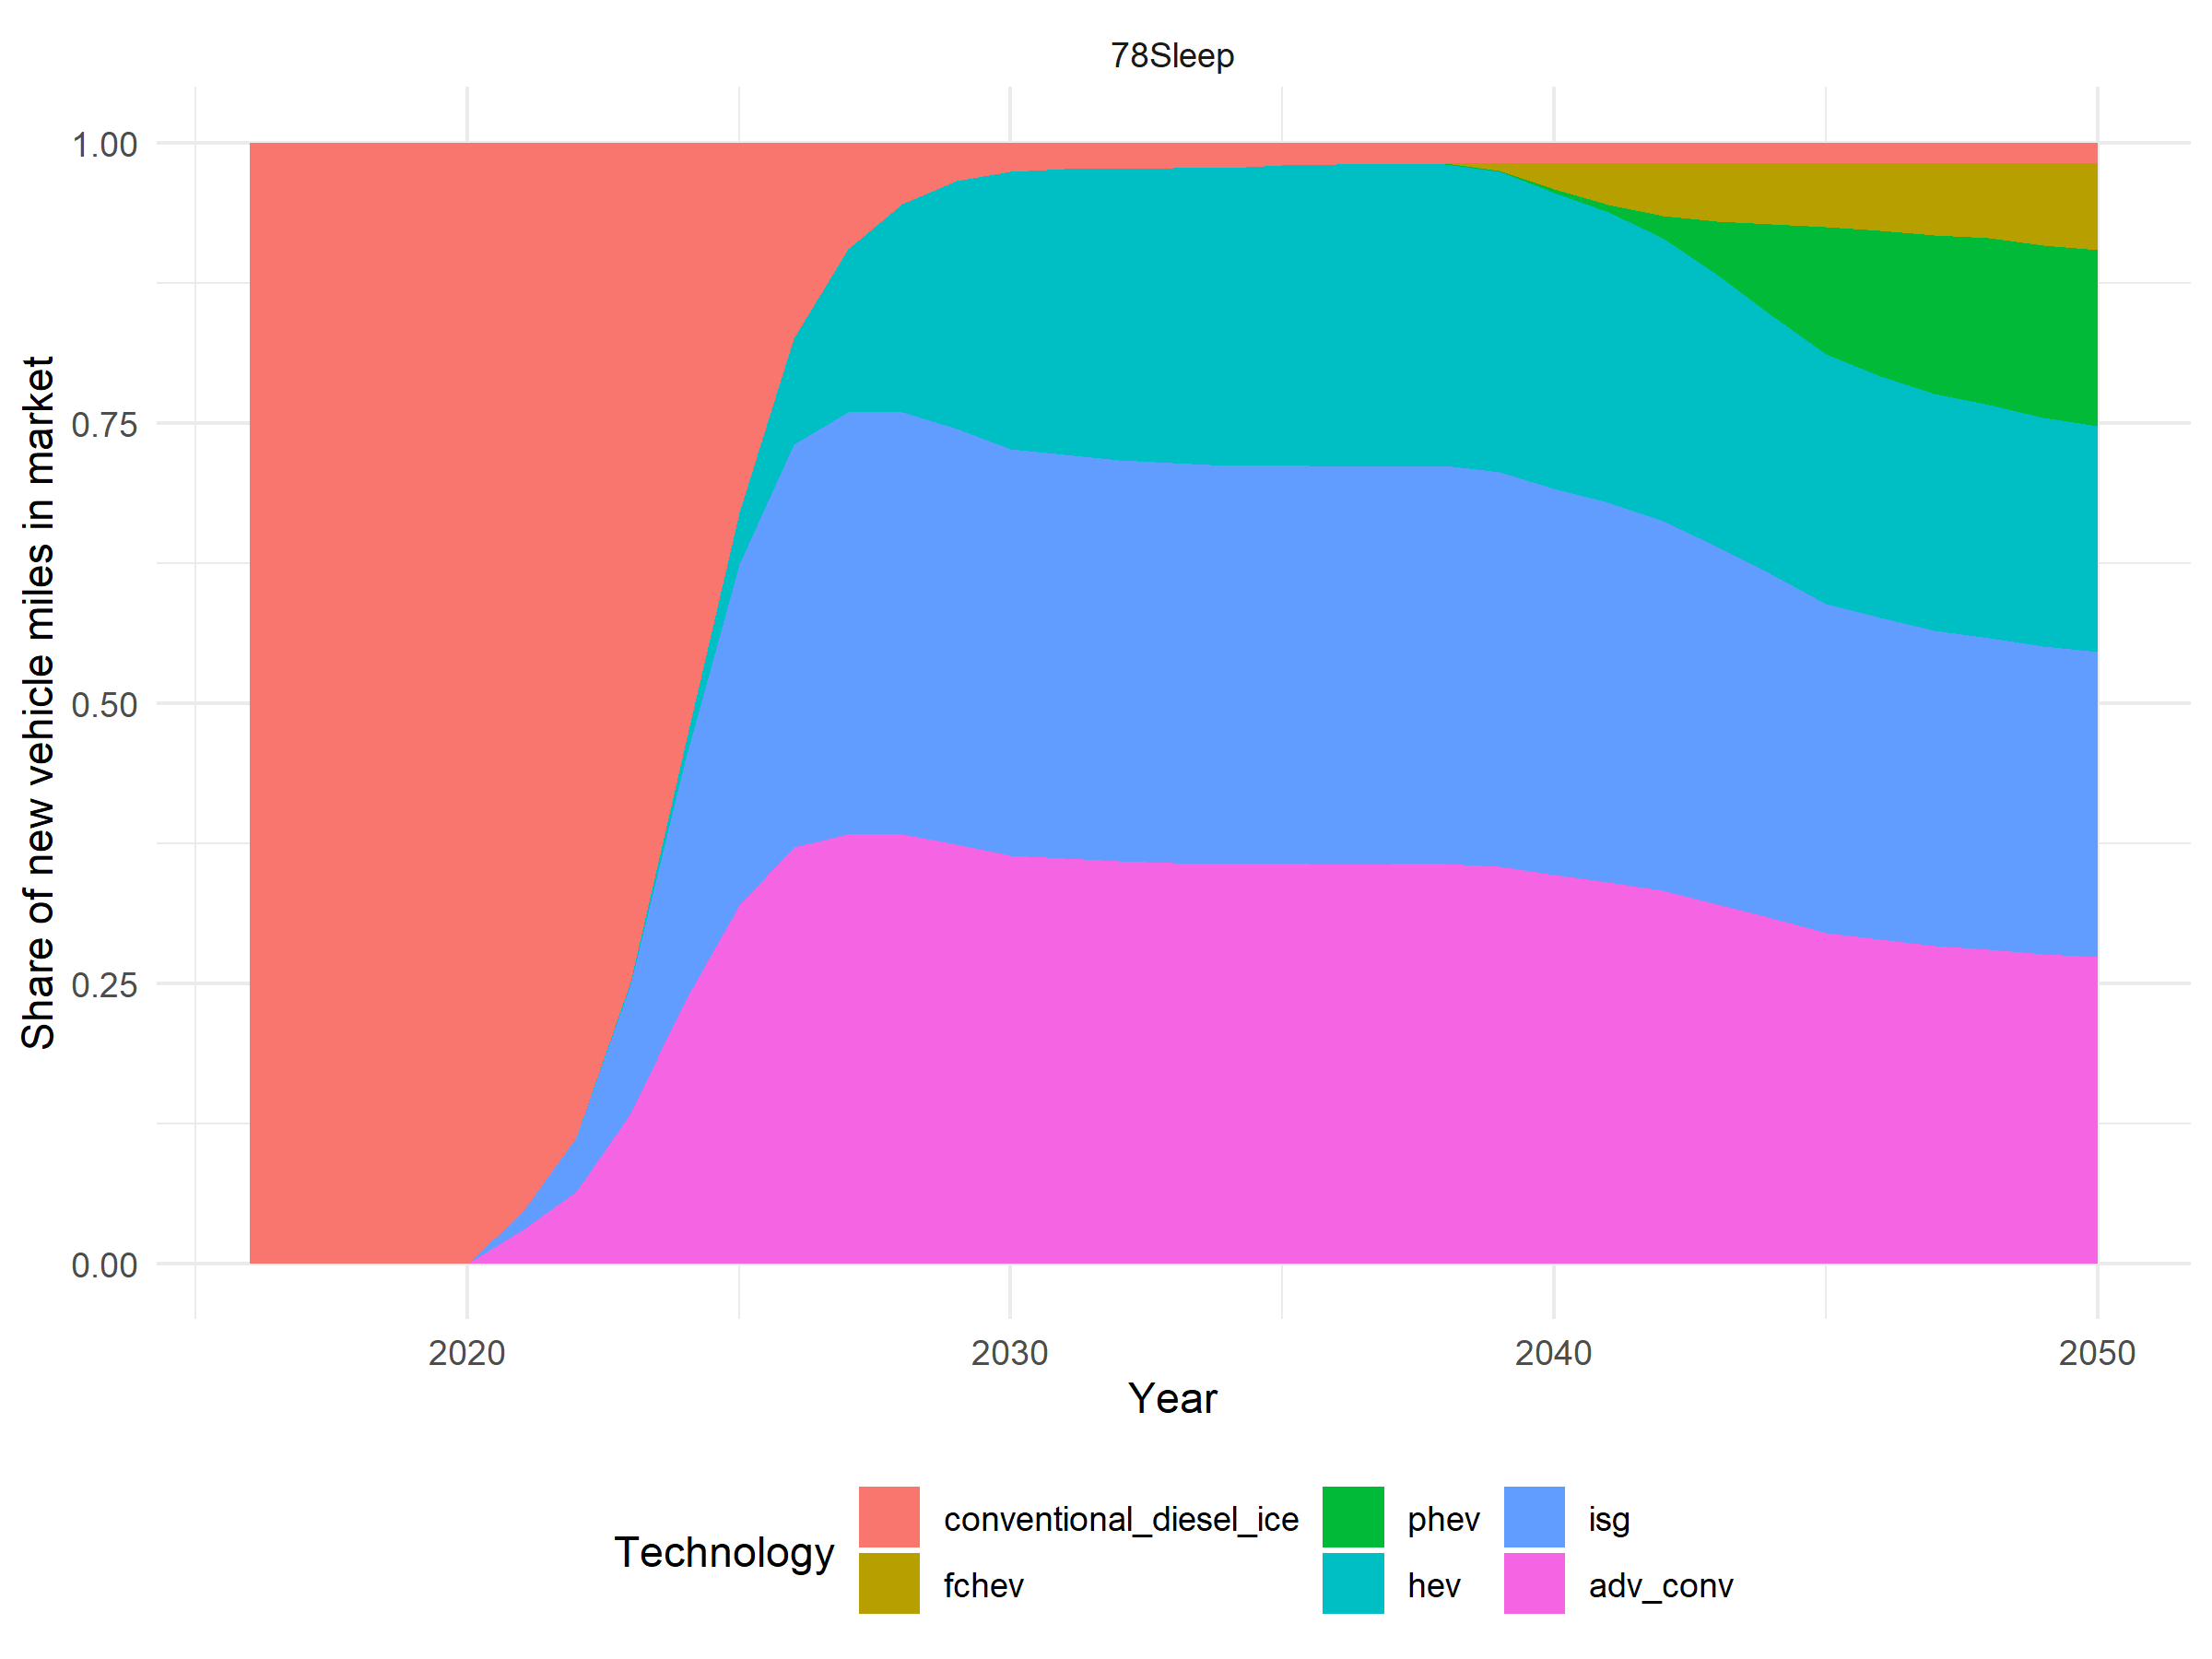 78Sleep
1.00
0.75
0.50
0.25
0.00
Share of new vehicle miles in market
2020 2030 2040 2050
Year
Technology
conventional_diesel_ice phev isg
fchev hev adv_conv